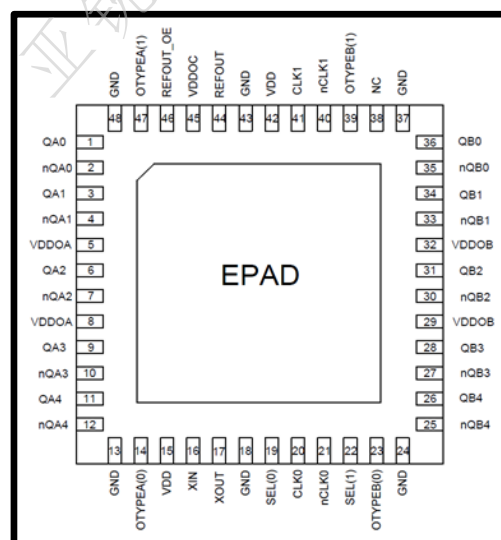 亚锐
GND OTYPEA(1) REFOUT_OE VDDOC REFOUT GND VDD CLK1 nCLK1 OTYPEB(1) NC GND
48 47 46 45 44 43 42 41 40 39 38 37
QA0 1 36 QB0
nQA0 2 35 nQB0
QA1 3 34 QB1
nQA1 4 33 nQB1
VDDOA 5 32 VDDOB
QA2 6 31 QB2
EPAD
nQA2 7 30 nQB2
VDDOA 8 29 VDDOB
QA3 9 28 QB3
nQA3 10 27 nQB3
QA4 11 26 QB4
nQA4 12 25 nQB4
13 14 15 16 17 18 19 20 21 22 23 24
GND OTYPEA(0) VDD XIN XOUT GND SEL(0) CLK0 nCLK0 SEL(1) OTYPEB(0) GND